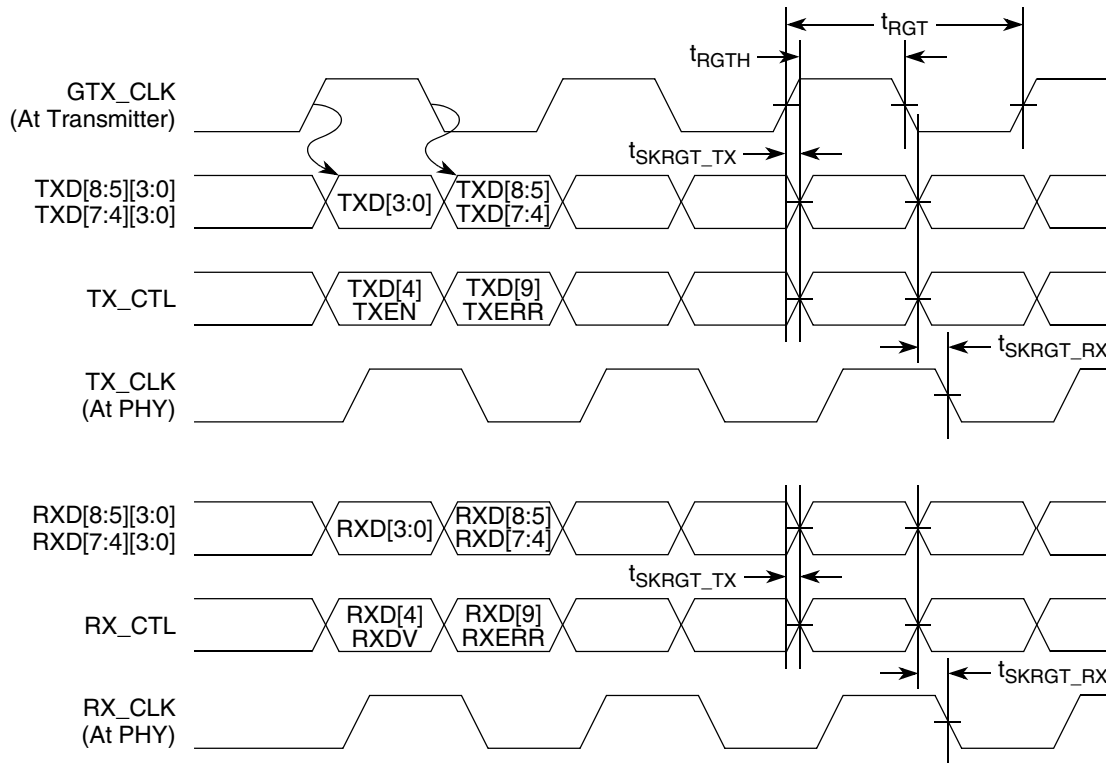 tRGT
tRGTH
GTX_CLK
(At Transmitter)
tSKRGT_TX
TXD[8:5][3:0]
TXD[7:4][3:0]
TXD[3:0]
TXD[8:5]
TXD[7:4]
TX_CTL
TXD[4]
TXEN
TXD[9]
TXERR
tSKRGT_RX
TX_CLK
(At PHY)
RXD[8:5][3:0]
RXD[7:4][3:0]
RXD[3:0]
RXD[8:5]
RXD[7:4]
tSKRGT_TX
RX_CTL
RXD[4]
RXDV
RXD[9]
RXERR
tSKRGT_RX
RX_CLK
(At PHY)